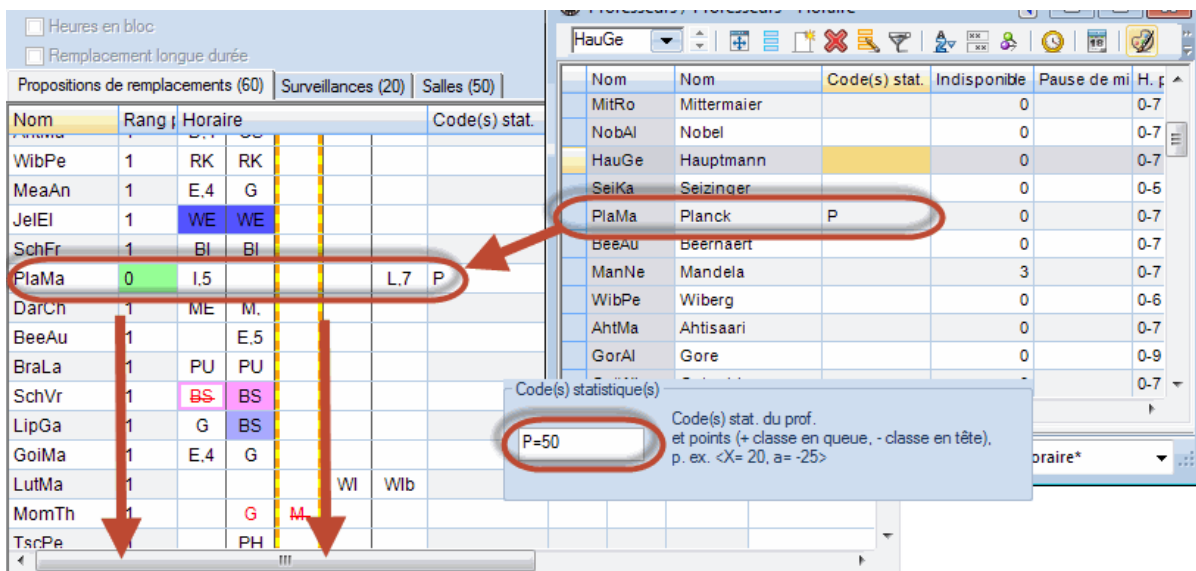 Heures en bloc
Remplacement longue durée
Propositions de remplacements (60) Surveillances (20) Salles (50)
Nom Rang Horaire Code(s) stat.
WibPe 1 RK RK
MeaAn 1 E,4 G
JelEl 1 WE WE
SchFr 1 BI BI
PlaMa 0 I,5 L,7 P
DarCh 1 ME M,
BeeAu 1 E,5
BraLa 1 PU PU
SchVr 1 BS BS
LipGa 1 G BS
GoiMa 1 E,4 G
LutMa 1 WI WIb
MomTh 1 G M,
TscPe 1 PH
Professeurs / Professeurs - Horaire
HauGe
Nom Nom Code(s) stat. Indisponible Pause de mi H. p
MitRo Mittermaier 0 0-7
NobAl Nobel 0 0-7
HauGe Hauptmann 0 0-7
SeiKa Seizinger 0 0-5
PlaMa Planck P 0 0-7
BeeAu Beernaert 0 0-7
ManNe Mandela 3 0-7
WibPe Wiberg 0 0-6
AhtMa Ahtisaari 0 0-7
GorAl Gore 0 0-9
0-7
Code(s) statistique(s)
P=50
Code(s) stat. du prof.
et points (+ classe en queue, - classe en tête),
p. ex. <X= 20, a= -25>
oraire*